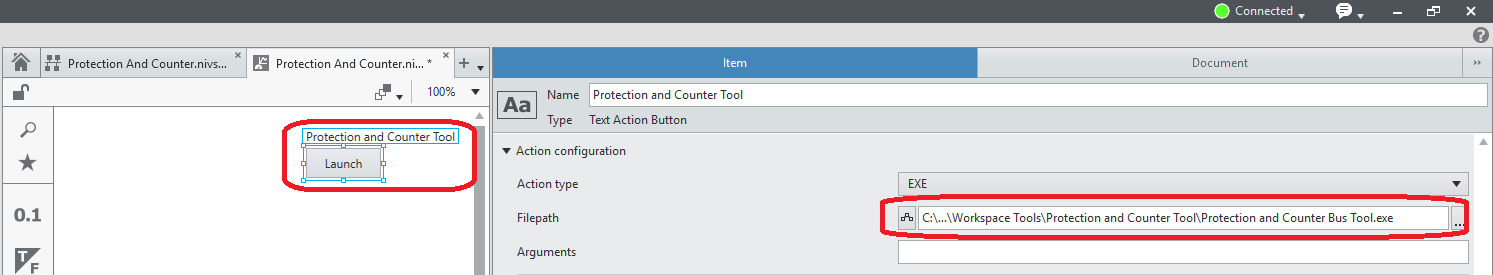 Connected
Protection And Counter.nivs...
Protection And Counter.ni... *
Item
Document
100%
Aa
Name
Protection and Counter Tool
Type
Text Action Button
Protection and Counter Tool
Launch
Action configuration
Action type
EXE
0.1
Filepath
C:\...\Workspace Tools\Protection and Counter Tool\Protection and Counter Bus Tool.exe
...
T/F
Arguments